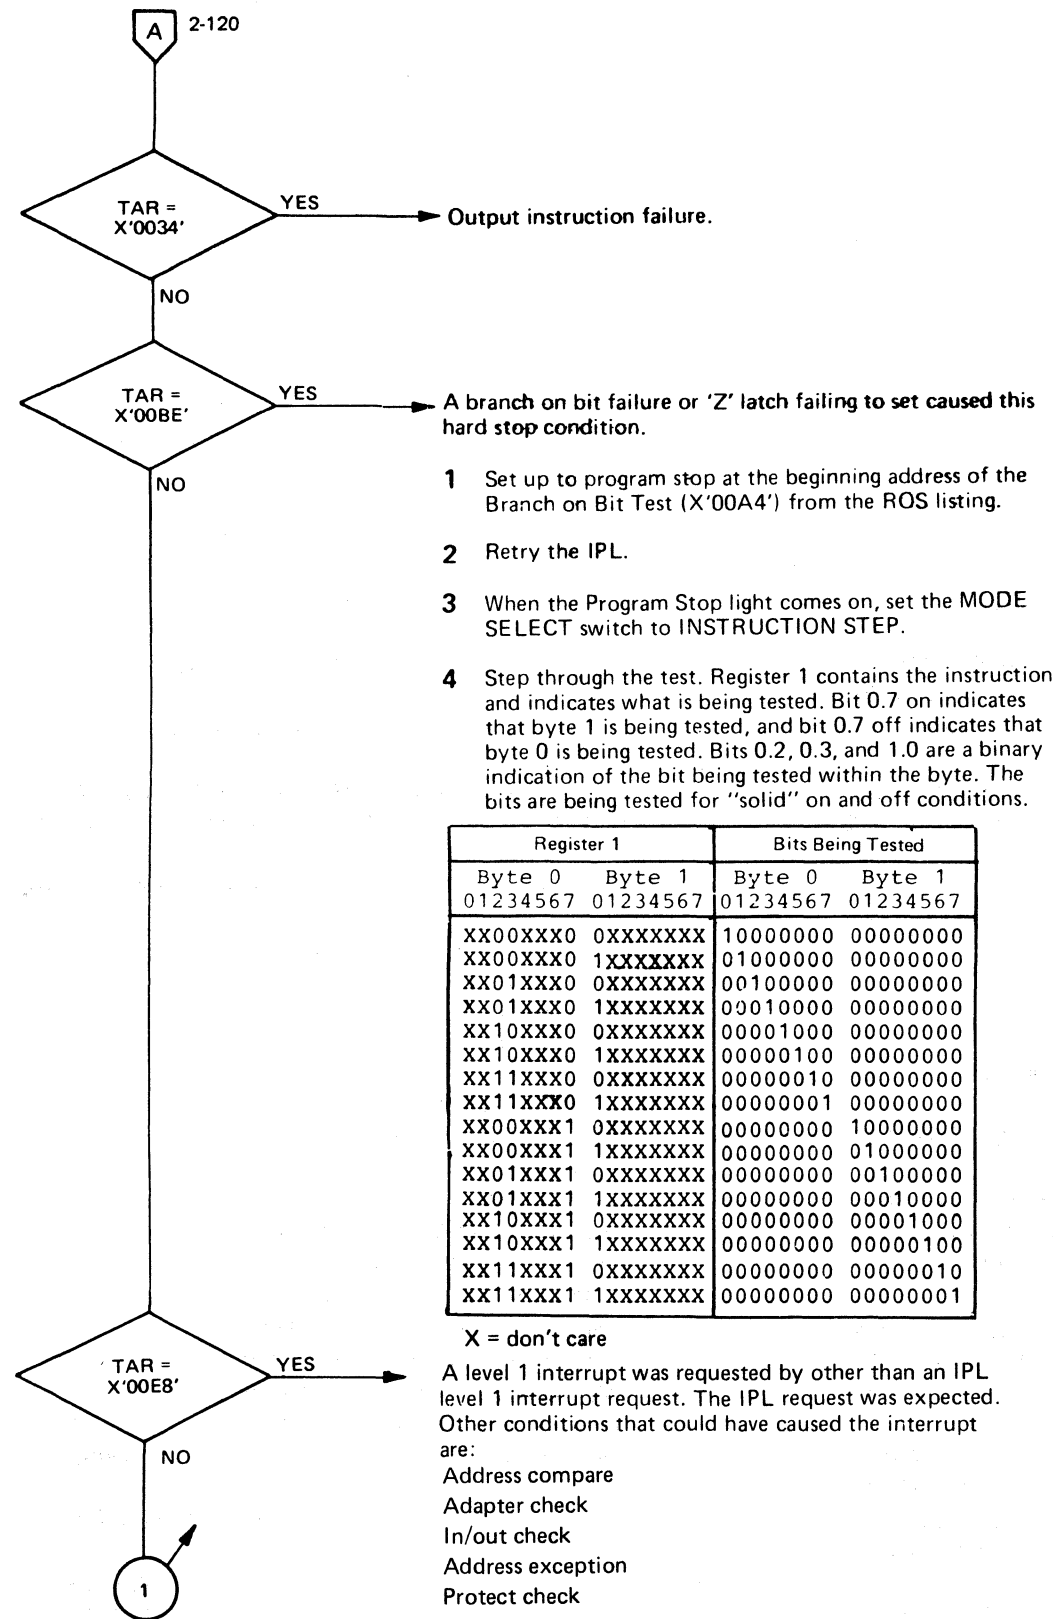 A 2-120
TAR =
X'0034'
YES
Output instruction failure.
NO
TAR =
X'00BE'
YES
A branch on bit failure or 'Z' latch failing to set caused this
hard stop condition.
NO
1 Set up to program stop at the beginning address of the
Branch on Bit Test (X'00A4') from the ROS listing.
2 Retry the IPL.
3 When the Program Stop light comes on, set the MODE
SELECT switch to INSTRUCTION STEP.
4 Step through the test. Register 1 contains the instruction
and indicates what is being tested. Bit 0.7 on indicates
that byte 1 is being tested, and bit 0.7 off indicates that
byte 0 is being tested. Bits 0.2, 0.3, and 1.0 are a binary
indication of the bit being tested within the byte. The
bits are being tested for "solid" on and off conditions.
Register 1 Bits Being Tested
Byte 0 Byte 1 Byte 0 Byte 1
01234567 01234567 01234567 01234567
XX00XXX0 0XXXXXXX 10000000 00000000
XX00XXX0 1XXXXXXX 01000000 00000000
XX01XXX0 0XXXXXXX 00100000 00000000
XX01XXX0 1XXXXXXX 00010000 00000000
XX10XXX0 0XXXXXXX 00001000 00000000
XX10XXX0 1XXXXXXX 00000100 00000000
XX11XXX0 0XXXXXXX 00000010 00000000
XX11XXX0 1XXXXXXX 00000001 00000000
XX00XXX1 0XXXXXXX 00000000 10000000
XX00XXX1 1XXXXXXX 00000000 01000000
XX01XXX1 0XXXXXXX 00000000 00100000
XX01XXX1 1XXXXXXX 00000000 00010000
XX10XXX1 0XXXXXXX 00000000 00001000
XX10XXX1 1XXXXXXX 00000000 00000100
XX11XXX1 0XXXXXXX 00000000 00000010
XX11XXX1 1XXXXXXX 00000000 00000001
X = don't care
TAR =
X'00E8'
YES
A level 1 interrupt was requested by other than an IPL
level 1 interrupt request. The IPL request was expected.
Other conditions that could have caused the interrupt
are:
NO
Address compare
Adapter check
In/out check
Address exception
Protect check
1